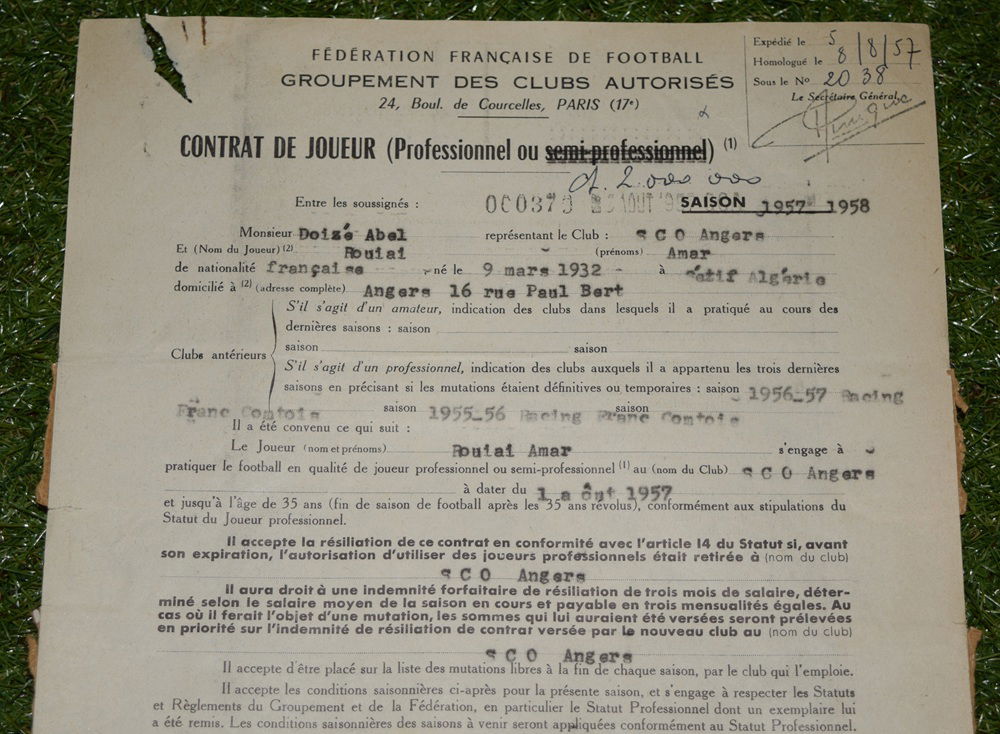 FÉDÉRATION FRANÇAISE DE FOOTBALL
GROUPEMENT DES CLUBS AUTORISÉS
24, Boul. de Courcelles, PARIS (17e)
Expédié le 5
Homologué le 8/8/57
Sous le No 2038
Le Secrétaire Général,
CONTRAT DE JOUEUR (Professionnel ou semi-professionnel) (1)
2.000 000
Entre les soussignés : 000373 AOUT SAISON 1957 1958
Monsieur Doizé Abel représentant le Club : SCO Angers
Et (Nom du Joueur) (2) Rouiai (prénoms) Amar
de nationalité française né le 9 mars 1932 - à Sétif Algérie
domicilié à (2) (adresse complète) Angers 16 rue Paul Bert
Clubs antérieurs
S'il s'agit d'un amateur, indication des clubs dans lesquels il a pratiqué au cours des
dernières saisons : saison
saison saison
S'il s'agit d'un professionnel, indication des clubs auxquels il a appartenu les trois dernières
saisons en précisant si les mutations étaient définitives ou temporaires : saison 1956-57 Racing
Franc Comtois saison 1955-56 Racing Franc Comtois saison
Il a été convenu ce qui suit :
Le Joueur (nom et prénoms) Rouiai Amar s'engage à
pratiquer le football en qualité de joueur professionnel ou semi-professionnel (1) au (nom du Club) SCO Angers
à dater du 1 août 1957
et jusqu'à l'âge de 35 ans (fin de saison de football après les 35 ans révolus), conformément aux stipulations du
Statut du Joueur professionnel.
Il accepte la résiliation de ce contrat en conformité avec l'article 14 du Statut si, avant
son expiration, l'autorisation d'utiliser des joueurs professionnels était retirée à (nom du club)
SCO Angers
Il aura droit à une indemnité forfaitaire de résiliation de trois mois de salaire, déter-
miné selon le salaire moyen de la saison en cours et payable en trois mensualités égales. Au
cas où il ferait l'objet d'une mutation, les sommes qui lui auraient été versées seront prélevées
en priorité sur l'indemnité de résiliation de contrat versée par le nouveau club au (nom du club)
SCO Angers
Il accepte d'être placé sur la liste des mutations libres à la fin de chaque saison, par le club qui l'emploie.
Il accepte les conditions saisonnières ci-après pour la présente saison, et s'engage à respecter les Statuts
et Règlements du Groupement et de la Fédération, en particulier le Statut Professionnel dont un exemplaire lui
a été remis. Les conditions saisonnières des saisons à venir seront appliquées conformément au Statut Professionnel.